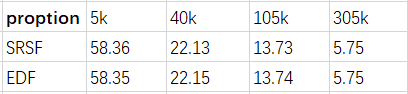 proption 5k 40k 105k 305k
SRSF 58.36 22.13 13.73 5.75
EDF 58.35 22.15 13.74 5.75